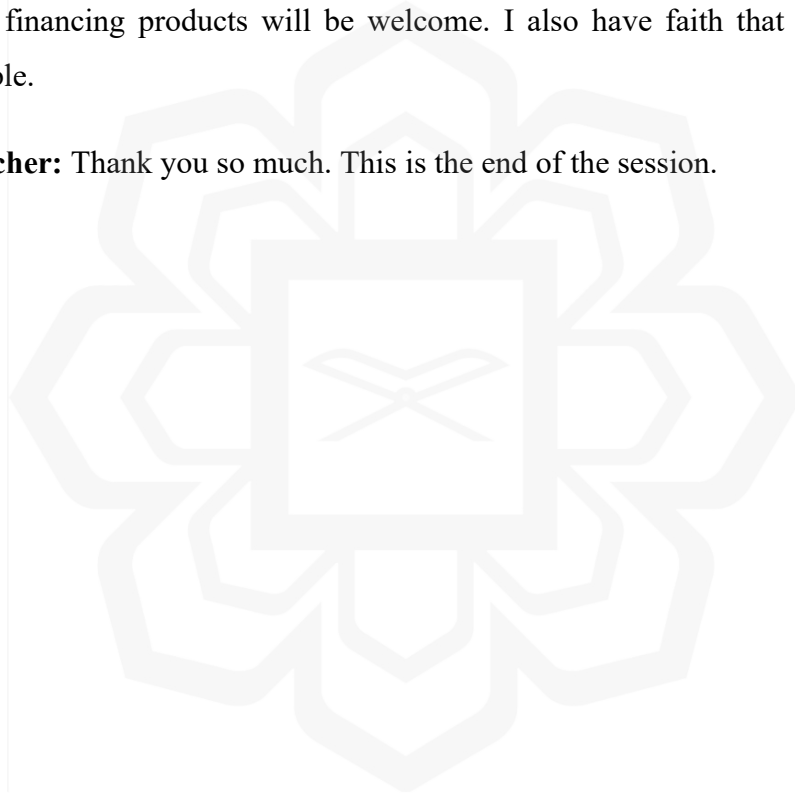 financing products will be welcome. I also have faith that
ble.
cher: Thank you so much. This is the end of the session.